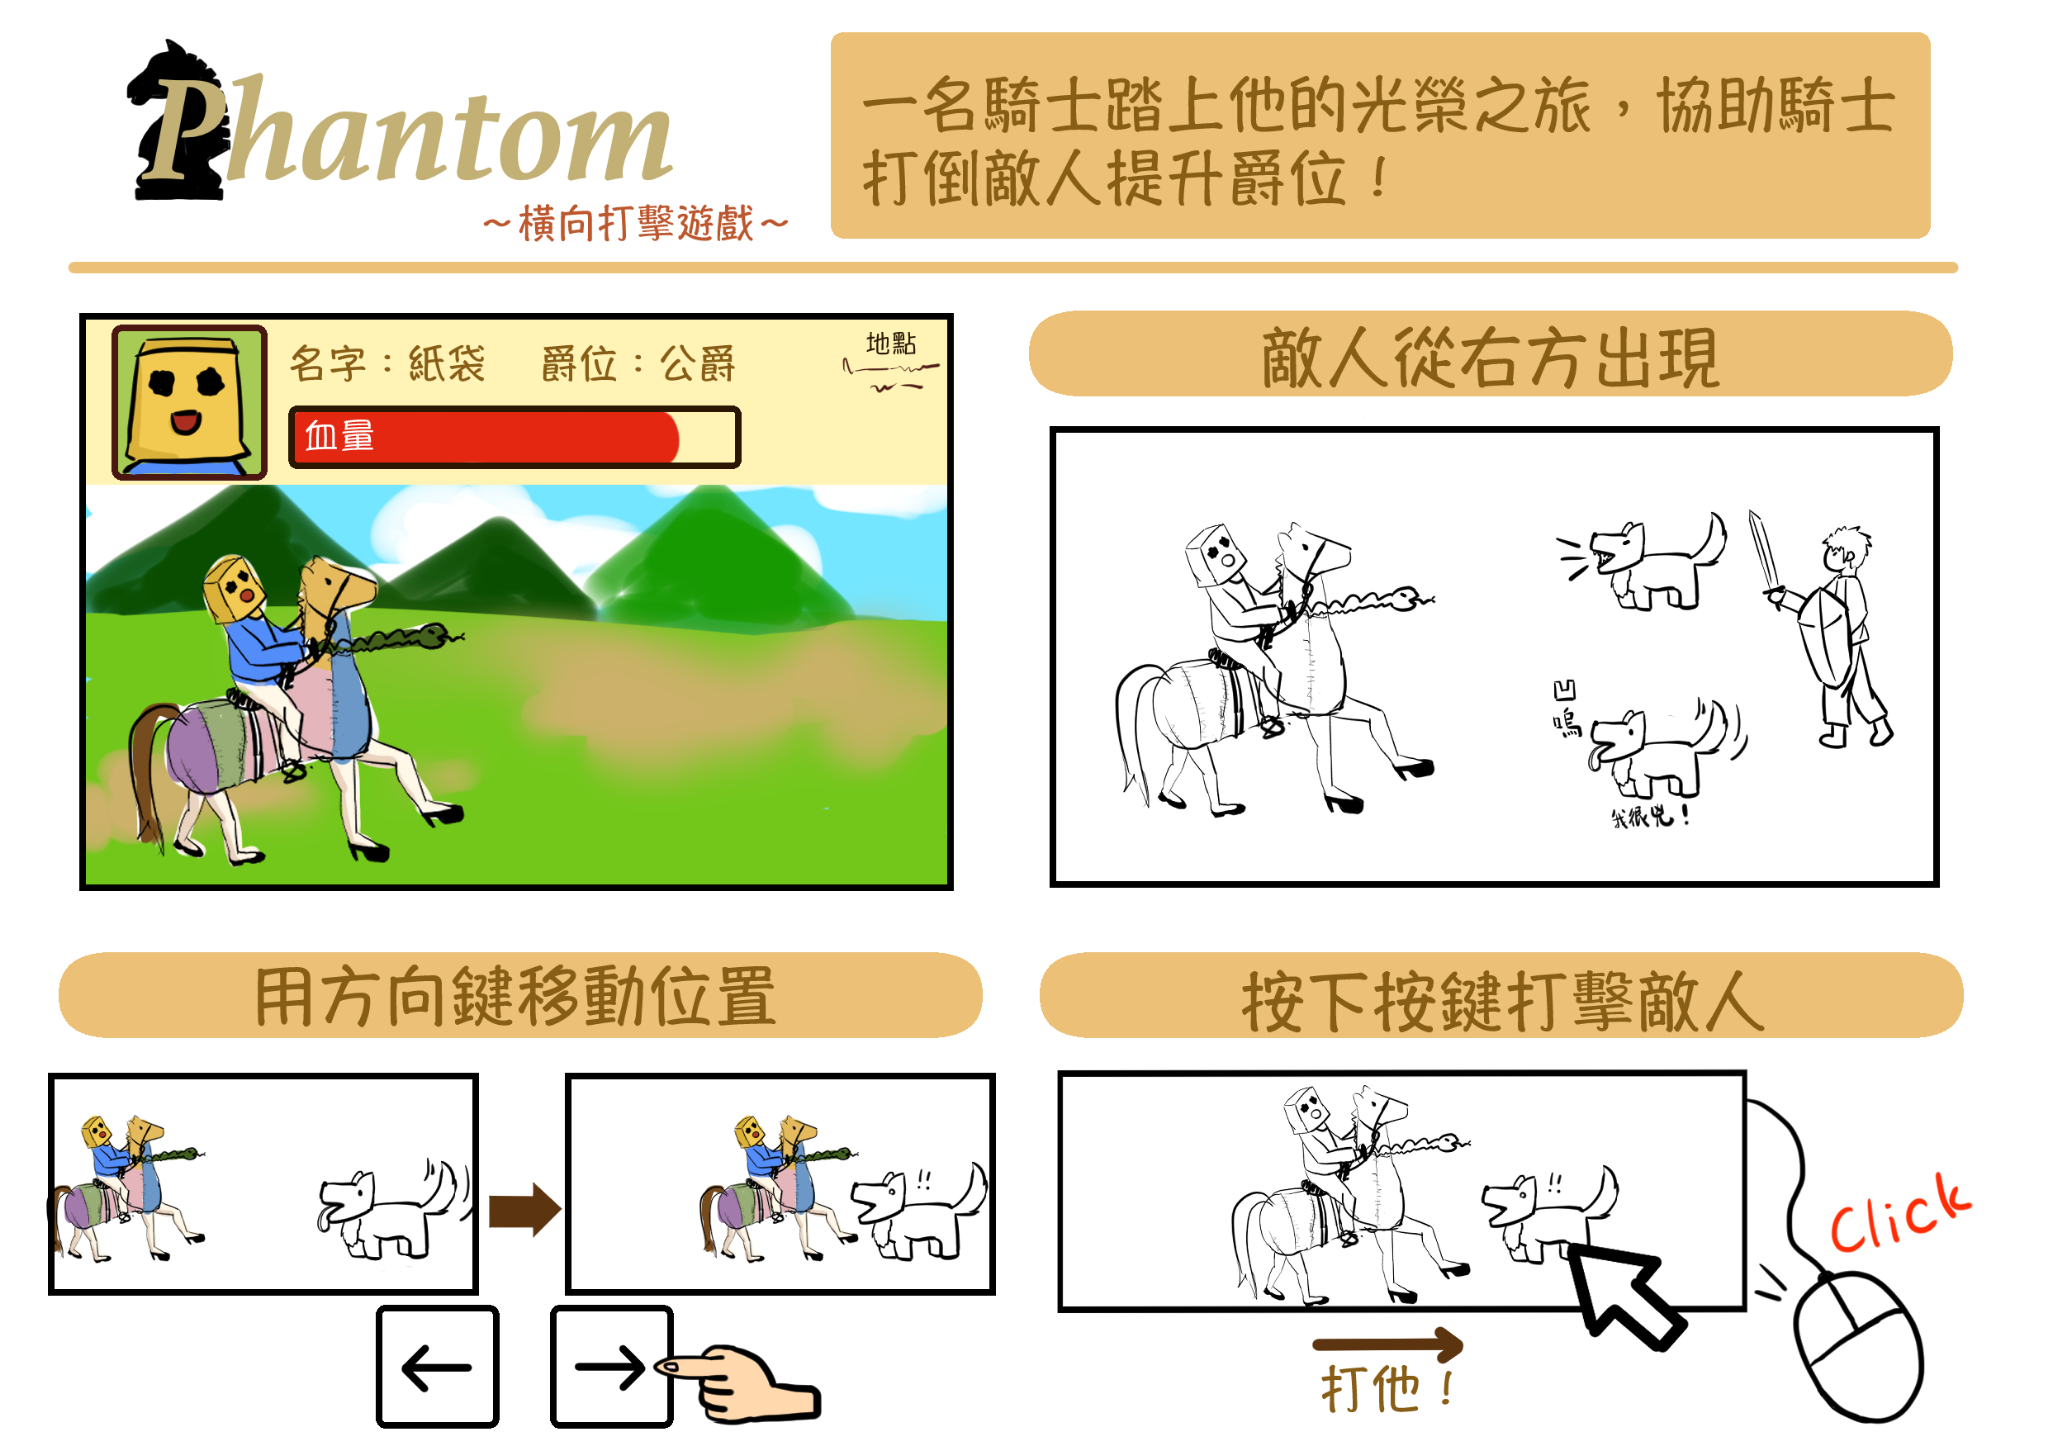 Phantom
～橫向打擊遊戲～
一名騎士踏上他的光榮之旅，協助騎士
打倒敵人提升爵位！
名字：紙袋　爵位：公爵
地點
血量
敵人從右方出現
凹
嗚
我很兇！
用方向鍵移動位置
!!
按下按鍵打擊敵人
!!
Click
打他！